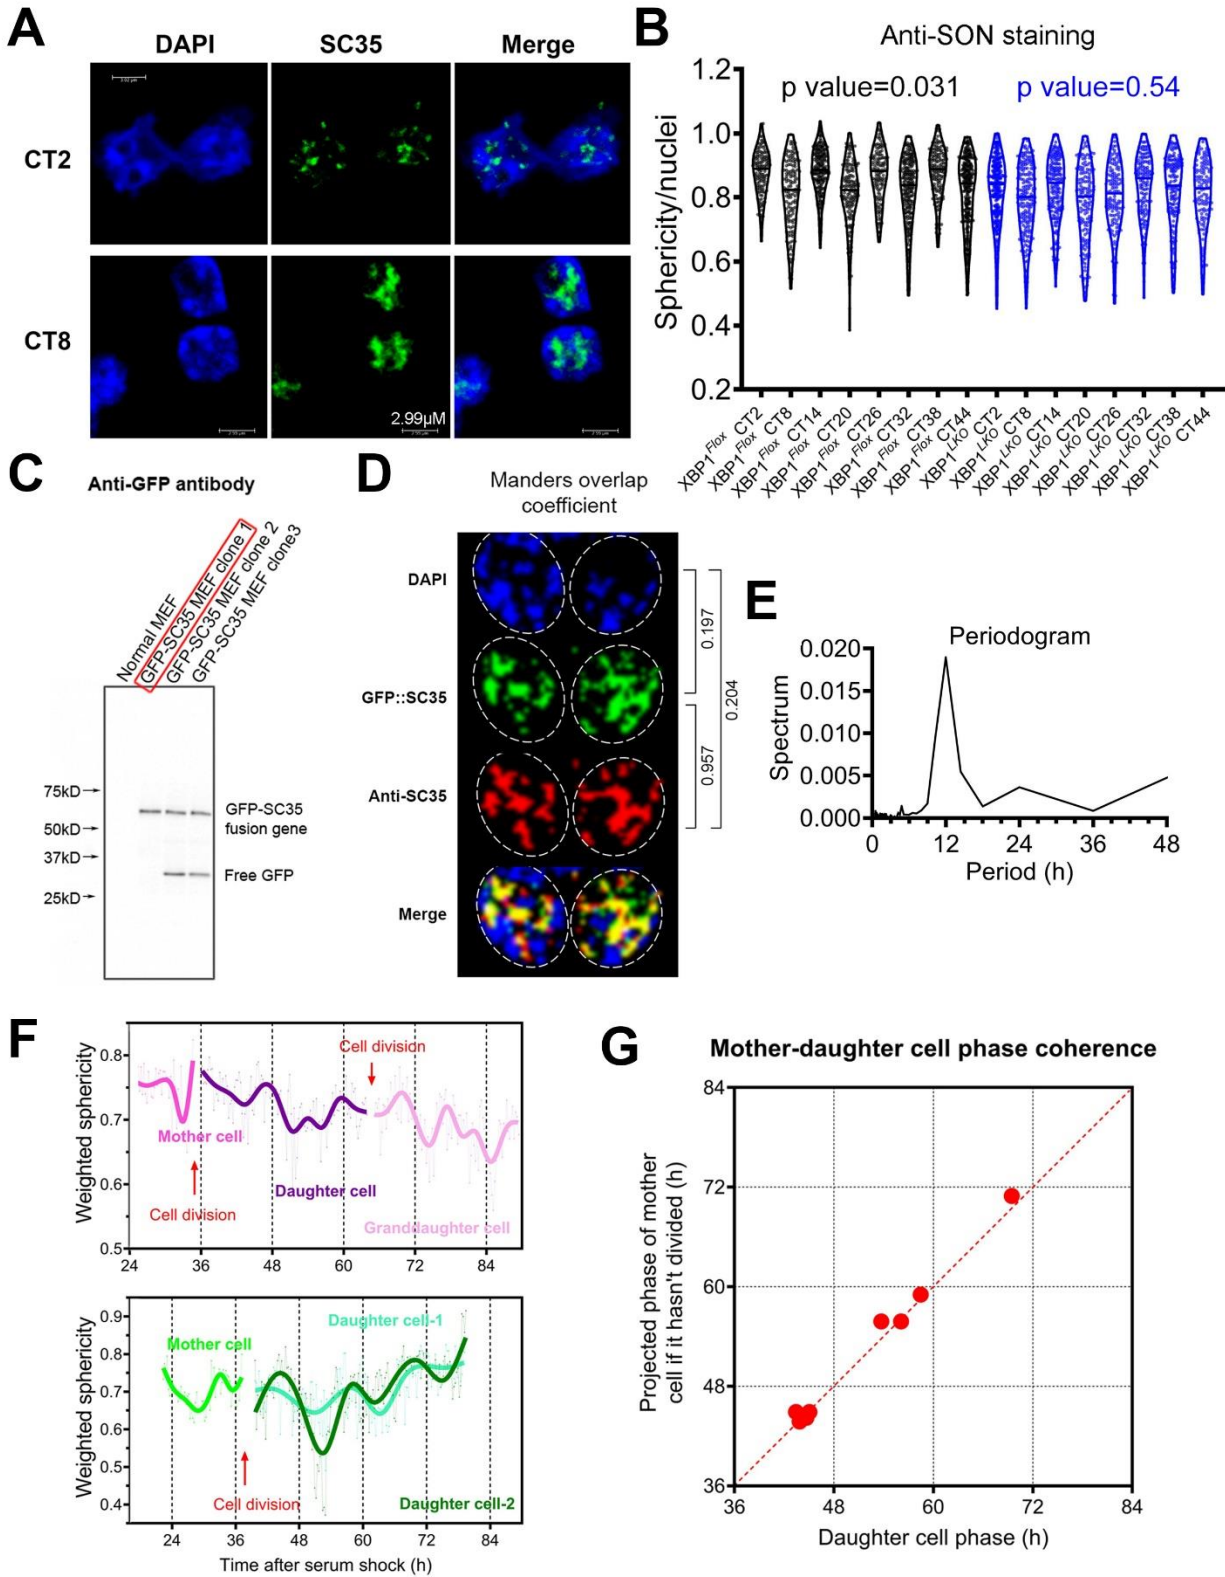 A
DAPI
SC35
Merge
CT2
CT8
2.99µM
B
Anti-SON staining
p value=0.031
p value=0.54
Sphericity/nuclei
1.2
1.0
0.8
0.6
0.4
0.2
XBP1Flox CT2
XBP1Flox CT8
XBP1Flox CT14
XBP1Flox CT20
XBP1Flox CT26
XBP1Flox CT32
XBP1Flox CT38
XBP1Flox CT44
XBP1LKO CT2
XBP1LKO CT8
XBP1LKO CT14
XBP1LKO CT20
XBP1LKO CT26
XBP1LKO CT32
XBP1LKO CT38
XBP1LKO CT44
C
Anti-GFP antibody
Normal MEF
GFP-SC35 MEF clone 1
GFP-SC35 MEF clone 2
GFP-SC35 MEF clone3
75kD
50kD
37kD
25kD
GFP-SC35
fusion gene
Free GFP
D
Manders overlap
coefficient
DAPI
GFP::SC35
Anti-SC35
Merge
0.197
0.957
0.204
E
Periodogram
Spectrum
0.020
0.015
0.010
0.005
0.000
0 12 24 36 48
Period (h)
F
Weighted sphericity
0.8
0.7
0.6
0.5
Cell division
Mother cell
Daughter cell
Cell division
Granddaughter cell
24 36 48 60 72 84
Weighted sphericity
0.9
0.8
0.7
0.6
0.5
0.4
Daughter cell-1
Mother cell
Cell division
Daughter cell-2
24 36 48 60 72 84
Time after serum shock (h)
G
Mother-daughter cell phase coherence
Projected phase of mother
cell if it hasn't divided (h)
84
72
60
48
36
36 48 60 72 84
Daughter cell phase (h)